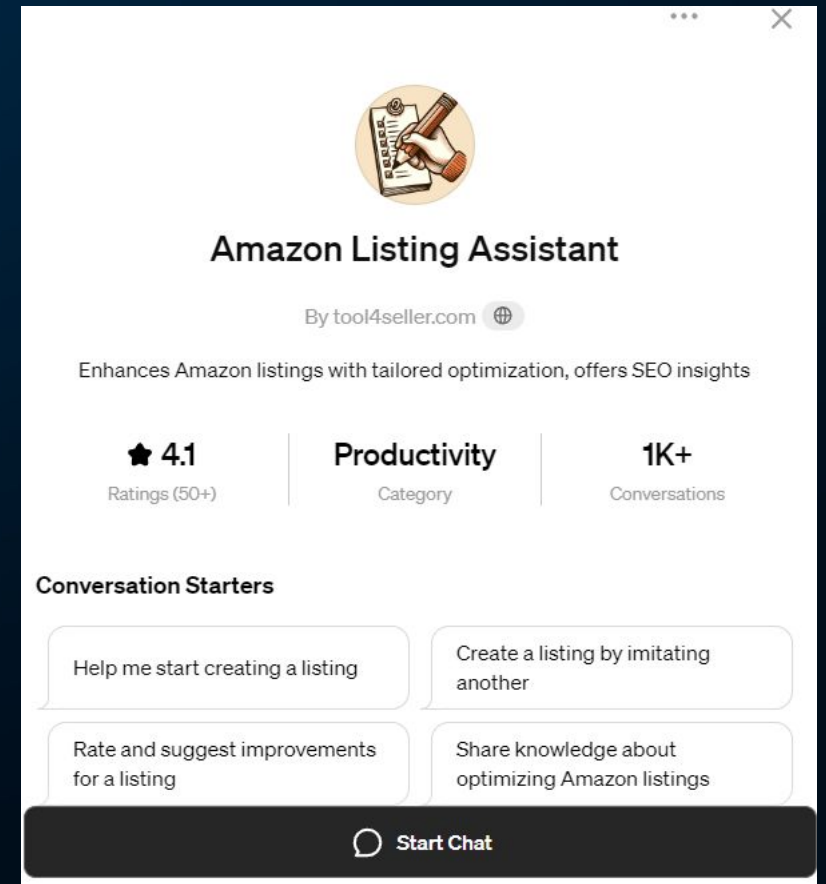 Amazon Listing Assistant
By tool4seller.com
Enhances Amazon listings with tailored optimization, offers SEO insights
4.1
Ratings (50+)
Productivity
Category
1K+
Conversations
Conversation Starters
Help me start creating a listing
Create a listing by imitating
another
Rate and suggest improvements
for a listing
Share knowledge about
optimizing Amazon listings
Start Chat